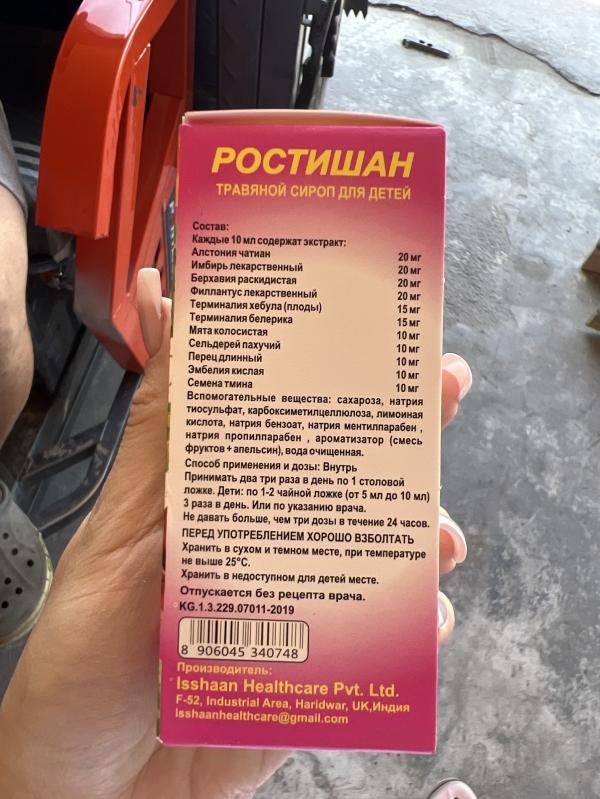 РОСТИШАН
ТРАВЯНОЙ СИРОП ДЛЯ ДЕТЕЙ
Состав:
Каждые 10 мл содержат экстракт:
Алстония чатиан 20 мг
Имбирь лекарственный 20 мг
Берхавия раскидистая 20 мг
Филлантус лекарственный 20 мг
Терминалия хебула (плоды) 15 мг
Терминалия белерика 15 мг
Мята колосистая 10 мг
Сельдерей пахучий 10 мг
Перец длинный 10 мг
Эмбелия кислая 10 мг
Семена тмина 10 мг
Вспомогательные вещества: сахароза, натрия
тиосульфат, карбоксиметилцеллюлоза, лимоиная
кислота, натрия бензоат, натрия ментилпарабен ,
натрия пропилпарабен , ароматизатор (смесь
фруктов + апельсин), вода очищенная.
Способ применения и дозы: Внутрь
Принимать два три раза в день по 1 столовой
ложке. Дети: по 1-2 чайной ложке (от 5 мл до 10 мл)
3 раза в день. Или по указанию врача.
Не давать больше, чем три дозы в течение 24 часов.
ПЕРЕД УПОТРЕБЛЕНИЕМ ХОРОШО ВЗБОЛТАТЬ
Хранить в сухом и темном месте, при температуре
не выше 25°C.
Хранить в недоступном для детей месте.
Отпускается без рецепта врача.
KG.1.3.229.07011-2019
8 906045 340748
Производитель:
Isshaan Healthcare Pvt. Ltd.
F-52, Industrial Area, Haridwar, UK,Индия
isshaanhealthcare@gmail.com